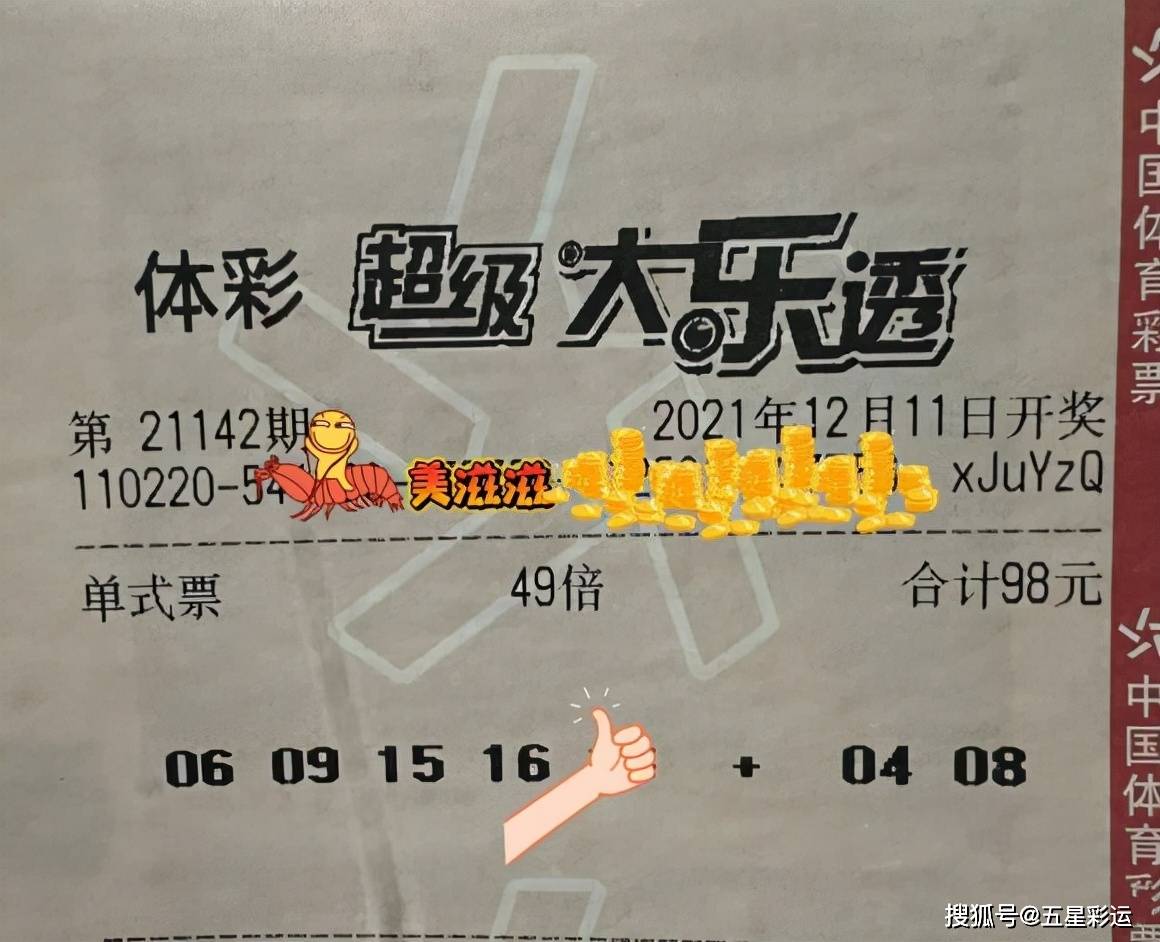 体彩 超级大乐透
第 21142期 2021年12月11日开奖
110220-54 美滋滋 xJuYzQ
单式票 49倍 合计98元
06 09 15 16 + 04 08
中国体育彩票
中国体育彩票
搜狐号@五星彩运